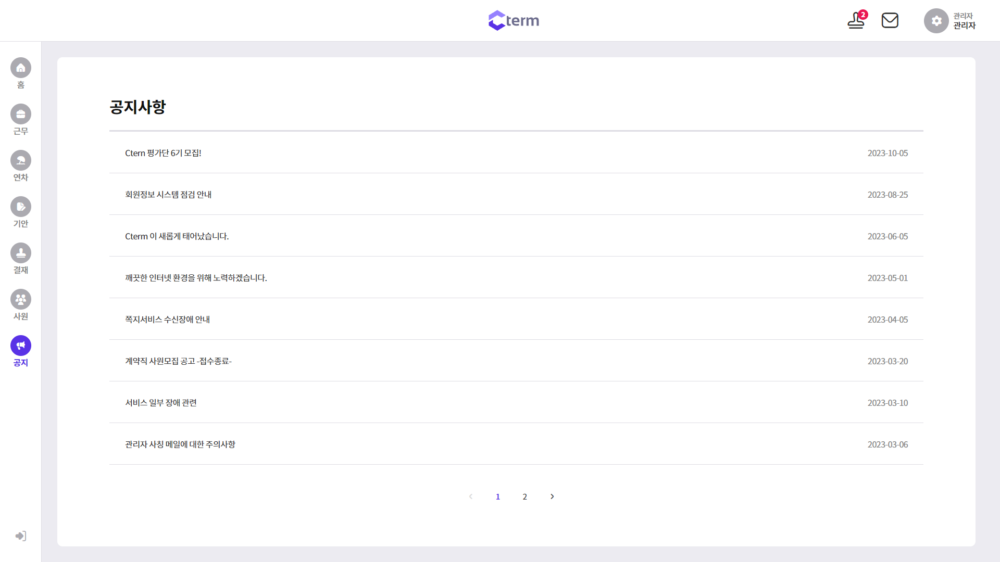 term
2
관리자
관리자
홈
근무
연차
기안
결재
사원
공지
공지사항
Ctern 평가단 6기 모집! 2023-10-05
회원정보 시스템 점검 안내 2023-08-25
Cterm 이 새롭게 태어났습니다. 2023-06-05
깨끗한 인터넷 환경을 위해 노력하겠습니다. 2023-05-01
쪽지서비스 수신장애 안내 2023-04-05
계약직 사원모집 공고 -접수종료- 2023-03-20
서비스 일부 장애 관련 2023-03-10
관리자 사칭 메일에 대한 주의사항 2023-03-06
1 2